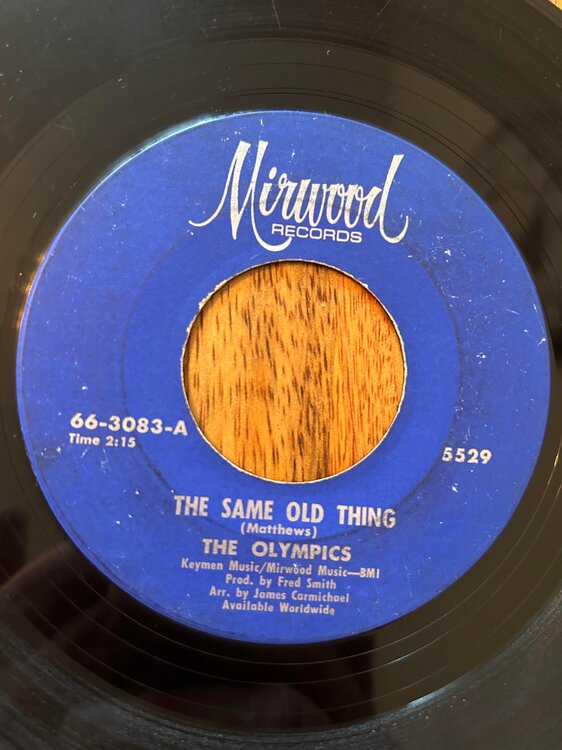 Mirwood
RECORDS
66-3083-A
Time 2:15
5529
THE SAME OLD THING
(Matthews)
THE OLYMPICS
Keymen Music/Mirwood Music—BMI
Prod. by Fred Smith
Arr. by James Carmichael
Available Worldwide